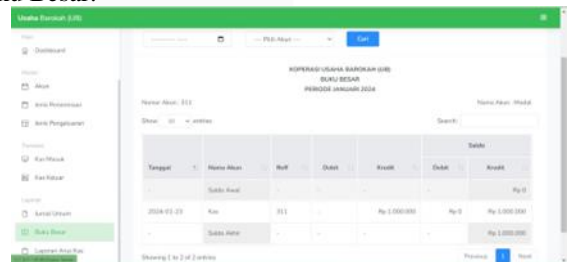 Usaha Barokah (UB)
Dashboard
-- Pilih Akun --
Cari
KOPERASI USAHA BAROKAH (UB)
BUKU BESAR
PERIODE JANUARI 2024
Akun
Jenis Penerimaan
Jenis Pengeluaran
Nomor Akun: 311
Nama Akun: Modal
Show 10 entries
Search:
Transaksi
Kas Masuk
Kas Keluar
Saldo
Tanggal Nama Akun Reff Debit Kredit Debit Kredit
- Saldo Awal - - - - Rp 0
Laporan
Jurnal Umum
2024-01-23 Kas 311 - Rp 1.000.000 Rp 0 Rp 1.000.000
Buku Besar
- Saldo Akhir - - - - Rp 1.000.000
Laporan Arus Kas
Showing 1 to 2 of 2 entries
Previous 1 Next